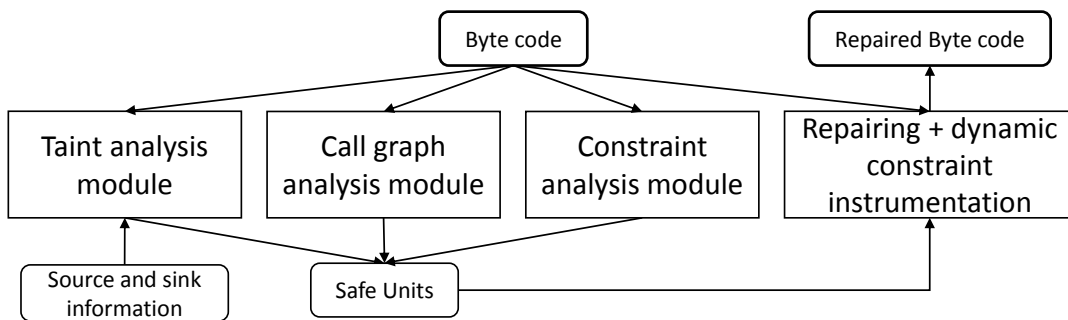 Byte code
Repaired Byte code
Taint analysis
module
Call graph
analysis module
Constraint
analysis module
Repairing + dynamic
constraint
instrumentation
Source and sink
information
Safe Units